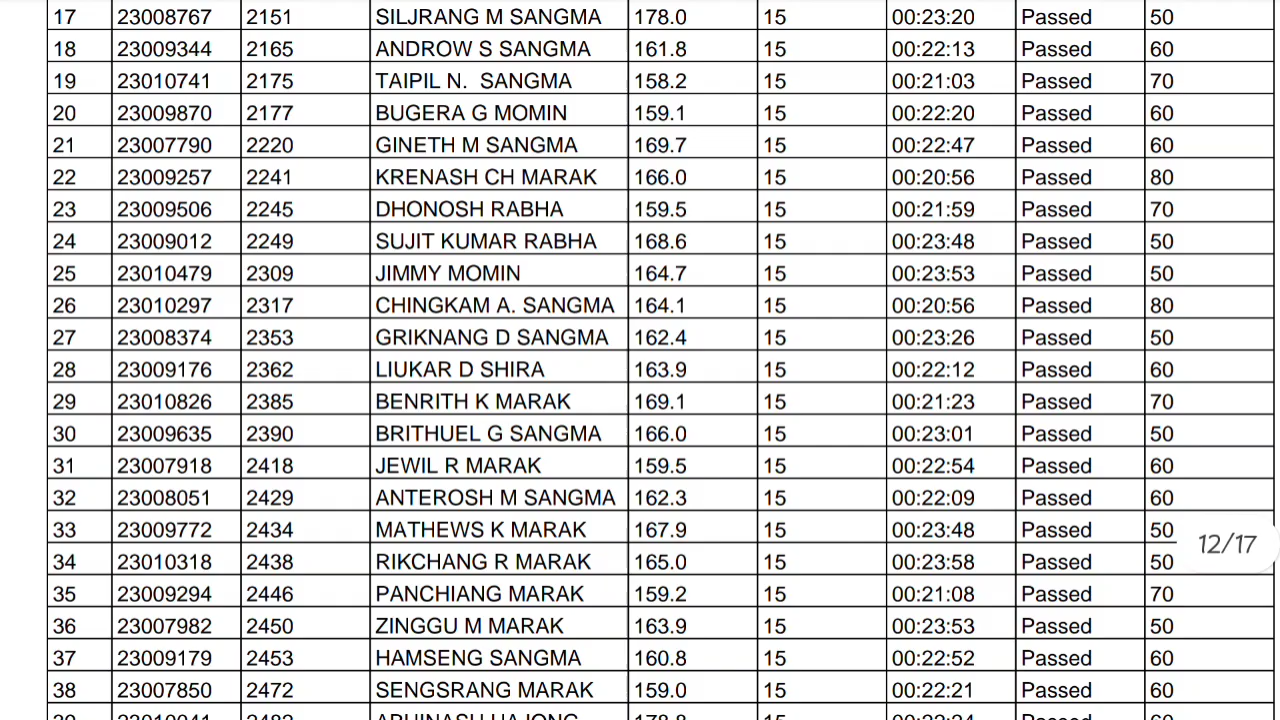 17 23008767 2151 SILJRANG M SANGMA 178.0 15 00:23:20 Passed 50
18 23009344 2165 ANDROW S SANGMA 161.8 15 00:22:13 Passed 60
19 23010741 2175 TAIPIL N.  SANGMA 158.2 15 00:21:03 Passed 70
20 23009870 2177 BUGERA G MOMIN 159.1 15 00:22:20 Passed 60
21 23007790 2220 GINETH M SANGMA 169.7 15 00:22:47 Passed 60
22 23009257 2241 KRENASH CH MARAK 166.0 15 00:20:56 Passed 80
23 23009506 2245 DHONOSH RABHA 159.5 15 00:21:59 Passed 70
24 23009012 2249 SUJIT KUMAR RABHA 168.6 15 00:23:48 Passed 50
25 23010479 2309 JIMMY MOMIN 164.7 15 00:23:53 Passed 50
26 23010297 2317 CHINGKAM A. SANGMA 164.1 15 00:20:56 Passed 80
27 23008374 2353 GRIKNANG D SANGMA 162.4 15 00:23:26 Passed 50
28 23009176 2362 LIUKAR D SHIRA 163.9 15 00:22:12 Passed 60
29 23010826 2385 BENRITH K MARAK 169.1 15 00:21:23 Passed 70
30 23009635 2390 BRITHUEL G SANGMA 166.0 15 00:23:01 Passed 50
31 23007918 2418 JEWIL R MARAK 159.5 15 00:22:54 Passed 60
32 23008051 2429 ANTEROSH M SANGMA 162.3 15 00:22:09 Passed 60
33 23009772 2434 MATHEWS K MARAK 167.9 15 00:23:48 Passed 50
12/17
34 23010318 2438 RIKCHANG R MARAK 165.0 15 00:23:58 Passed 50
35 23009294 2446 PANCHIANG MARAK 159.2 15 00:21:08 Passed 70
36 23007982 2450 ZINGGU M MARAK 163.9 15 00:23:53 Passed 50
37 23009179 2453 HAMSENG SANGMA 160.8 15 00:22:52 Passed 60
38 23007850 2472 SENGSRANG MARAK 159.0 15 00:22:21 Passed 60